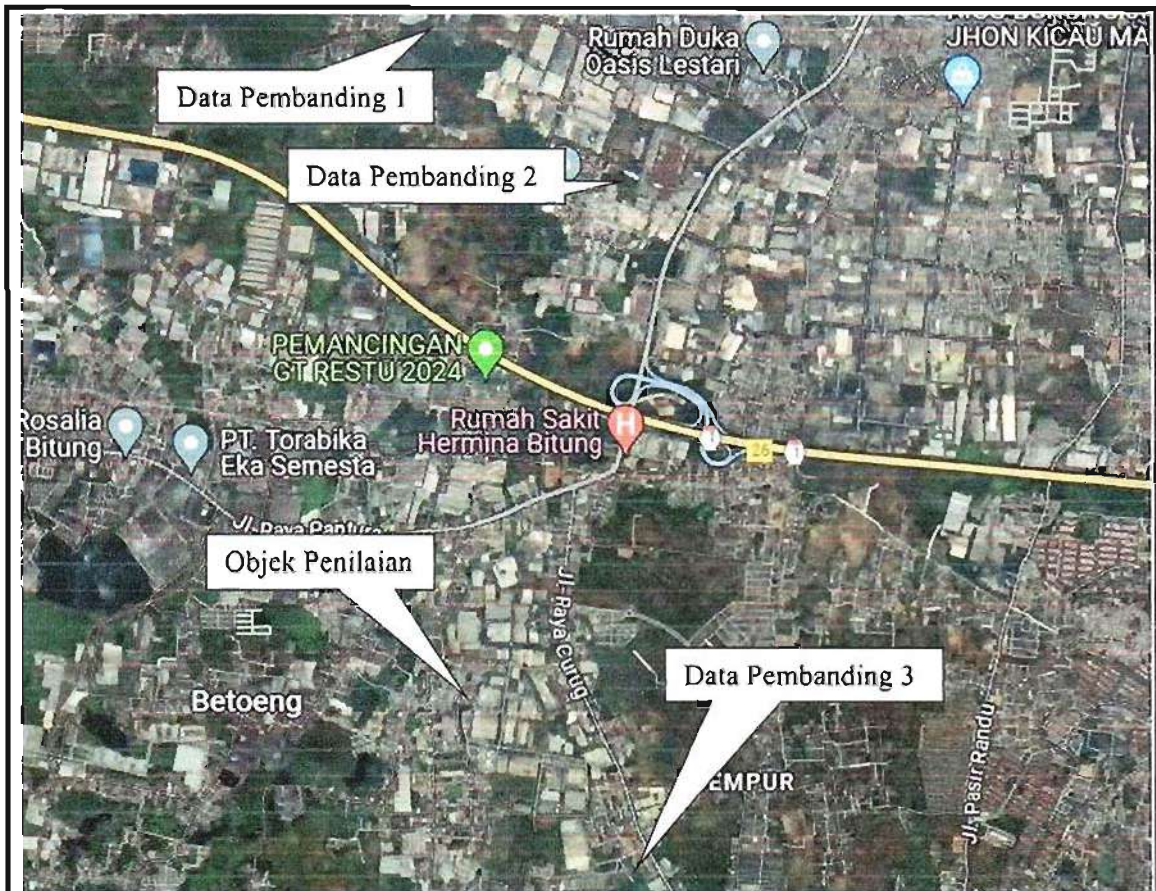 Rumah Duka
Oasis Lestari
JHON KICAU MA
Data Pembanding 1
Data Pembanding 2
PEMANCINGAN
GT RESTU 2024
Rumah Sakit
Hermina Bitung
H
26
Rosalia
Bitung
PT. Torabika
Eka Semesta
Jl. Raya Pantura
Objek Penilaian
Jl. Raya Curug
Data Pembanding 3
Betoeng
EMPUR
Jl. Pasir Randu